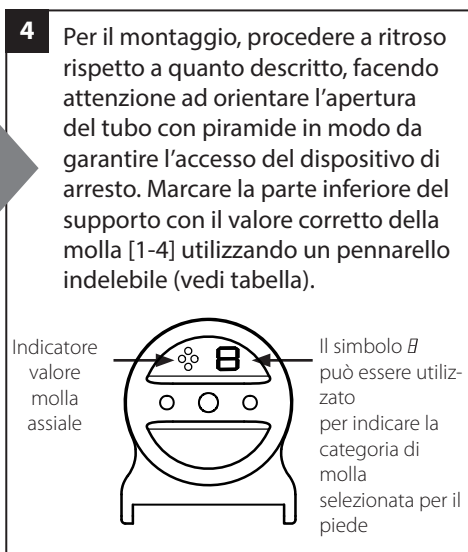 4
Per il montaggio, procedere a ritroso
rispetto a quanto descritto, facendo
attenzione ad orientare l’apertura
del tubo con piramide in modo da
garantire l’accesso del dispositivo di
arresto. Marcare la parte inferiore del
supporto con il valore corretto della
molla [1-4] utilizzando un pennarello
indelebile (vedi tabella).
Indicatore
valore
molla
assiale
8
Il simbolo 8
può essere utiliz-
zato
per indicare la
categoria di
molla
selezionata per il
piede